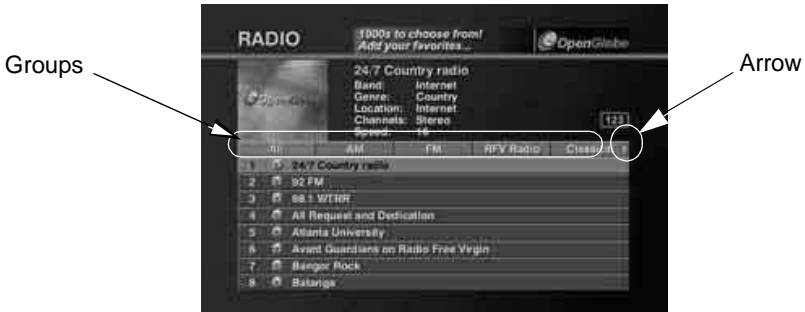 RADIO
1000s to choose from!
Add your favorites...
OpenGlobe
Groups
Arrow
24/7 Country radio
Band: Internet
Genre: Country
Location: Internet
Channels: Stereo
Speed: 16
123
All AM FM RFV Radio
1 24/7 Country radio
2 92 FM
3 98.1 WTRR
4 All Request and Dedication
5 Atlanta University
6 Avant Guardians on Radio Free Virgin
7 Bangor Rock
8 Batanga